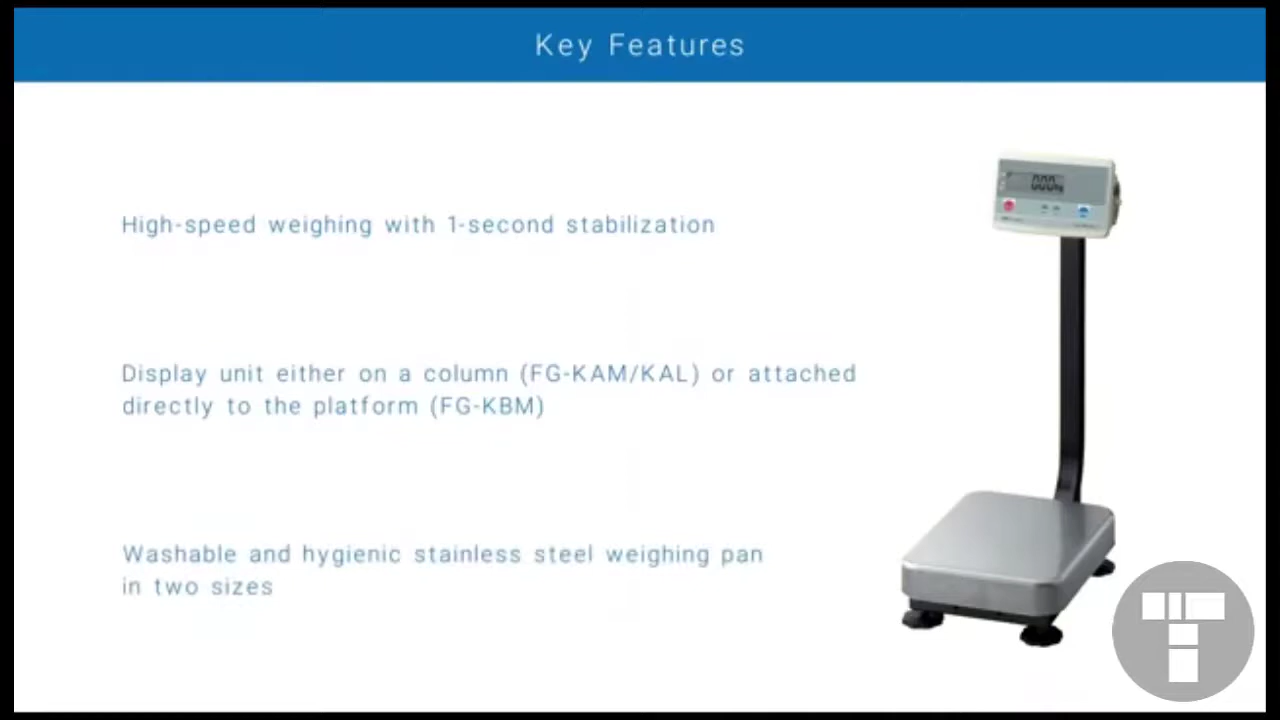 Key Features
High-speed weighing with 1-second stabilization
Display unit either on a column (FG-KAM/KAL) or attached
directly to the platform (FG-KBM)
Washable and hygienic stainless steel weighing pan
in two sizes